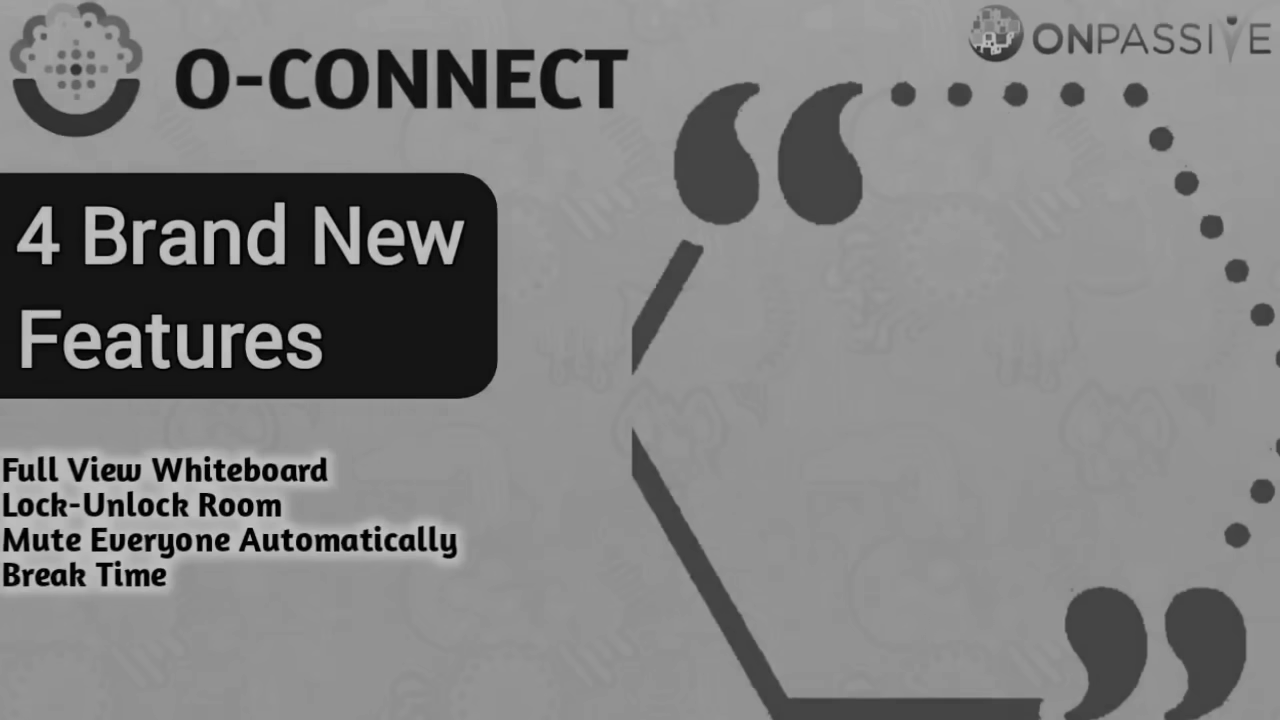 O-CONNECT
ONPASSIVE
4 Brand New
Features
Full View Whiteboard
Lock-Unlock Room
Mute Everyone Automatically
Break Time